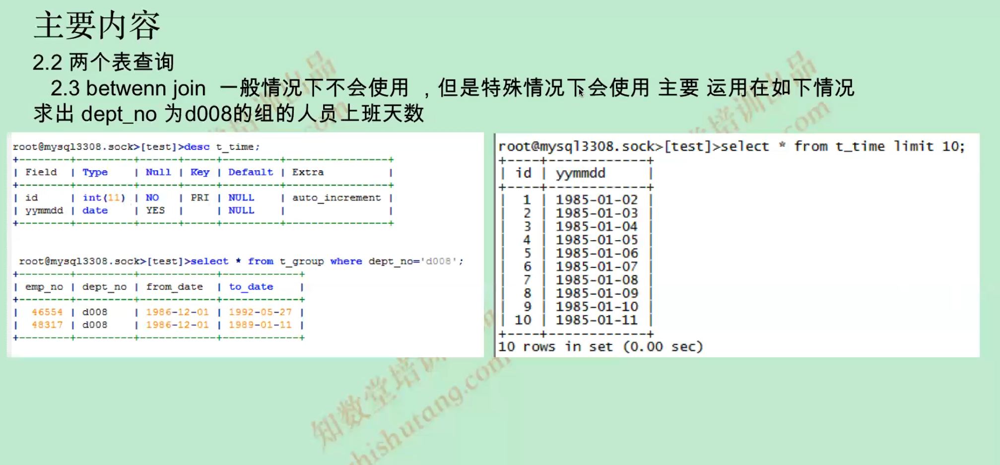 主要内容
2.2 两个表查询
2.3 betwenn join 一般情况下不会使用 ，但是特殊情况下会使用 主要 运用在如下情况
求出 dept_no 为d008的组的人员上班天数
root@mysql3308.sock>[test]>desc t_time;
+--------+---------+------+-----+---------+----------------+
| Field | Type | Null | Key | Default | Extra |
+--------+---------+------+-----+---------+----------------+
| id | int(11) | NO | PRI | NULL | auto_increment |
| yymmdd | date | YES | | NULL | |
+--------+---------+------+-----+---------+----------------+
root@mysql3308.sock>[test]>select * from t_group where dept_no='d008';
+--------+---------+------------+------------+
| emp_no | dept_no | from_date | to_date |
+--------+---------+------------+------------+
| 46554 | d008 | 1986-12-01 | 1992-05-27 |
| 48317 | d008 | 1986-12-01 | 1989-01-11 |
+--------+---------+------------+------------+
root@mysql3308.sock>[test]>select * from t_time limit 10;
+----+------------+
| id | yymmdd |
+----+------------+
| 1 | 1985-01-02 |
| 2 | 1985-01-03 |
| 3 | 1985-01-04 |
| 4 | 1985-01-05 |
| 5 | 1985-01-06 |
| 6 | 1985-01-07 |
| 7 | 1985-01-08 |
| 8 | 1985-01-09 |
| 9 | 1985-01-10 |
| 10 | 1985-01-11 |
+----+------------+
10 rows in set (0.00 sec)
知数堂培训
zhishutang.com